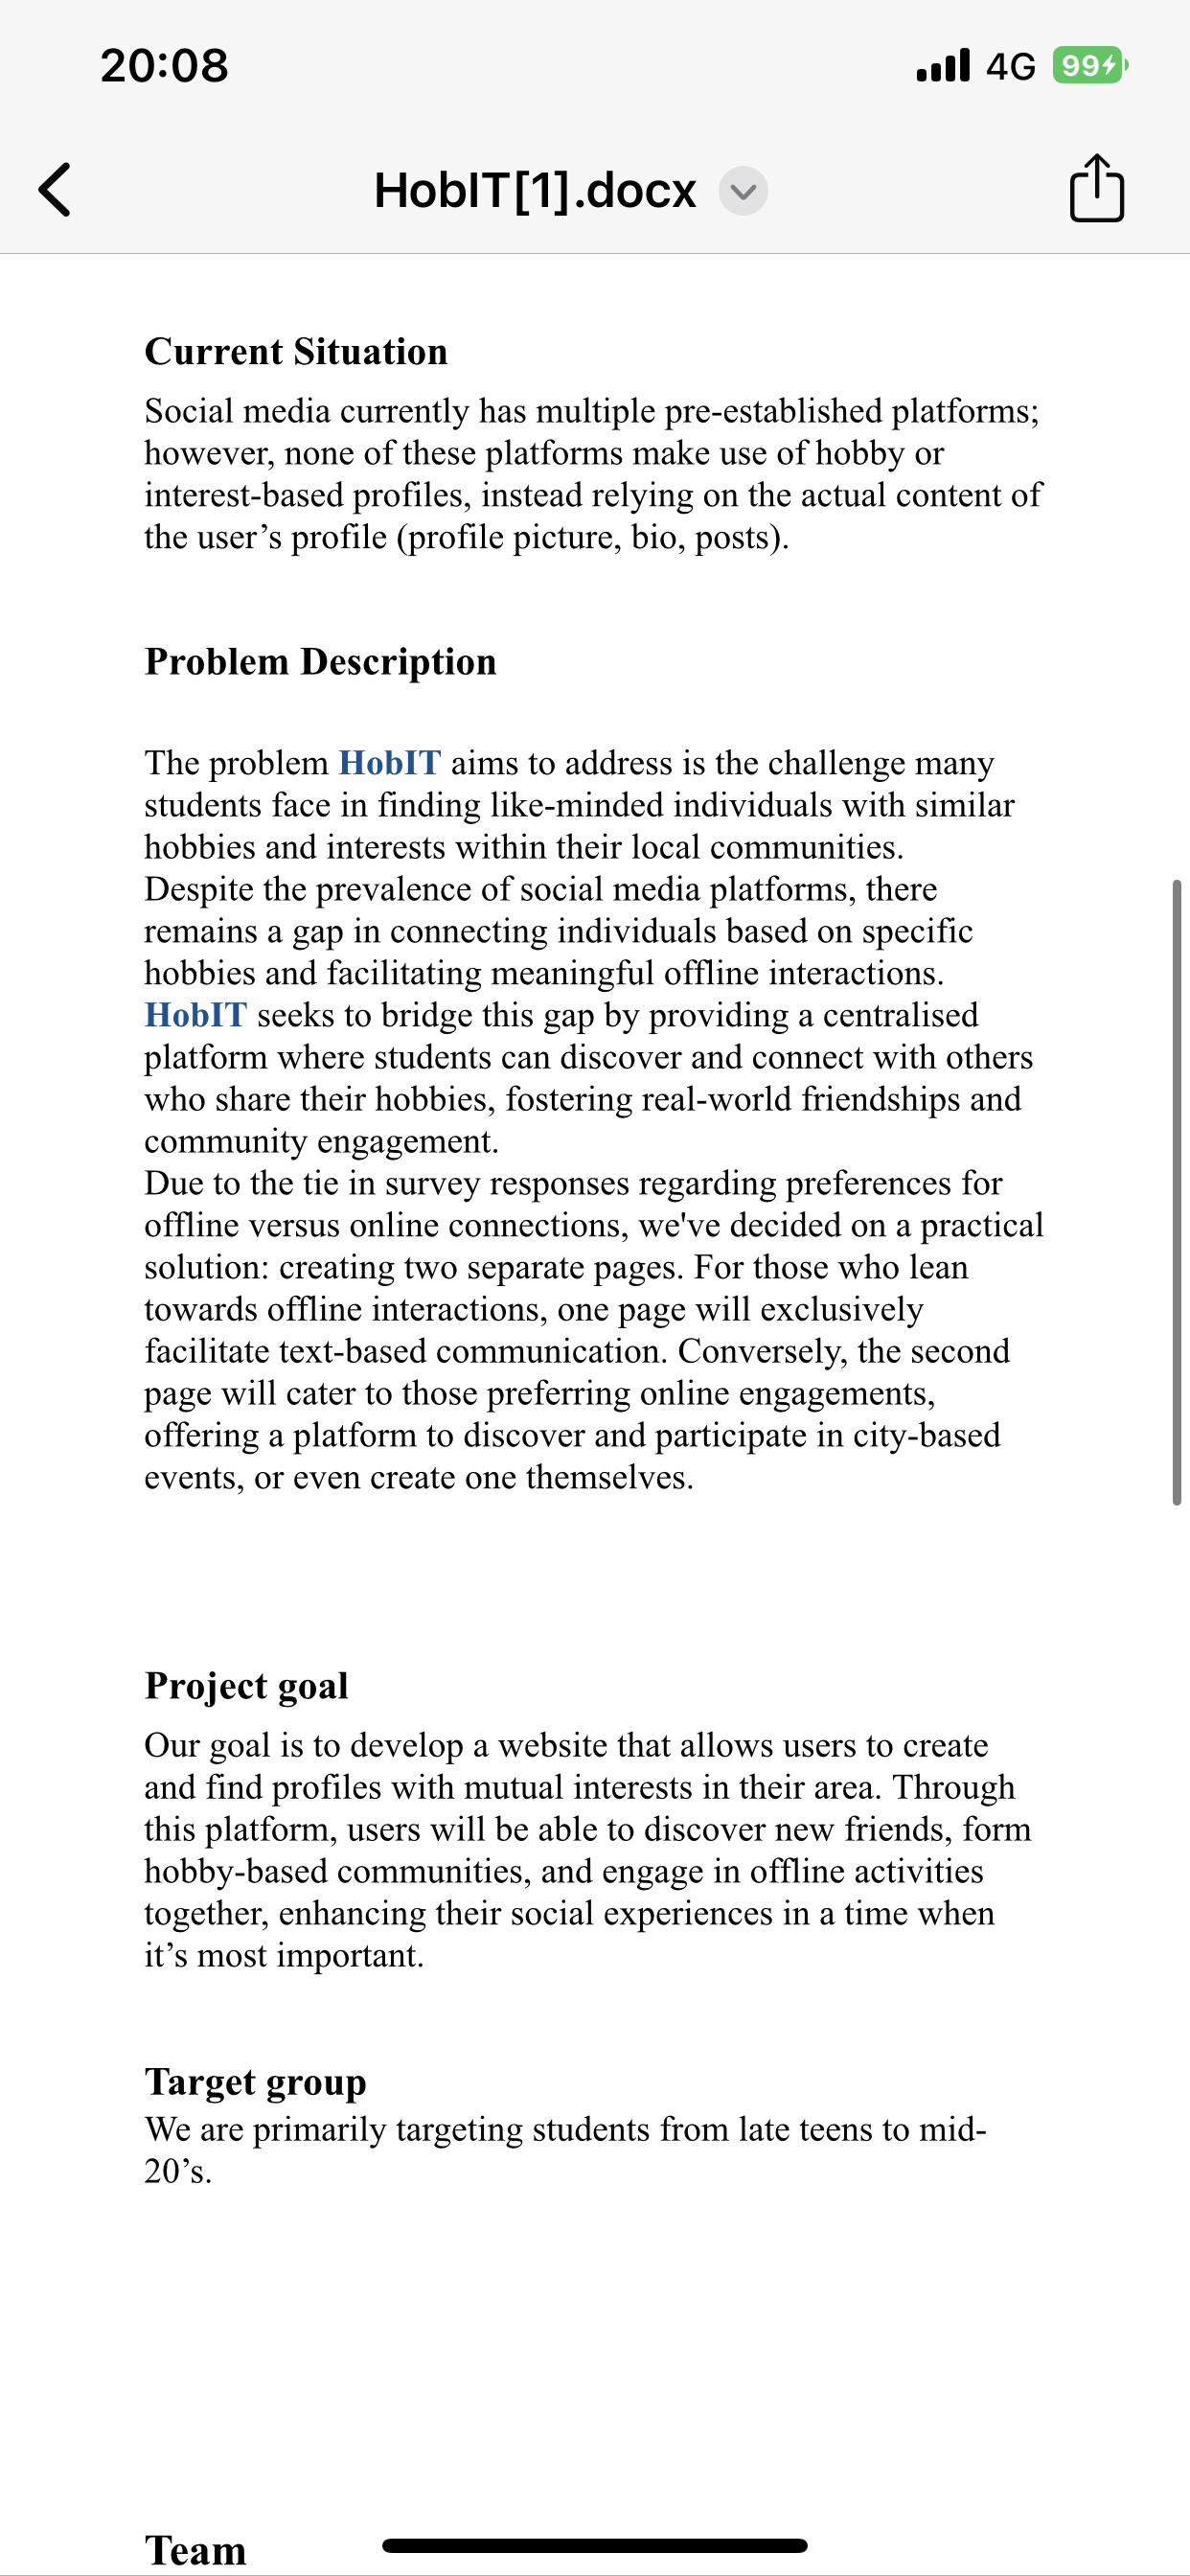 20:08
4G
99
HobIT[1].docx
Current Situation
Social media currently has multiple pre-established platforms;
however, none of these platforms make use of hobby or
interest-based profiles, instead relying on the actual content of
the user’s profile (profile picture, bio, posts).
Problem Description
The problem HobIT aims to address is the challenge many
students face in finding like-minded individuals with similar
hobbies and interests within their local communities.
Despite the prevalence of social media platforms, there
remains a gap in connecting individuals based on specific
hobbies and facilitating meaningful offline interactions.
HobIT seeks to bridge this gap by providing a centralised
platform where students can discover and connect with others
who share their hobbies, fostering real-world friendships and
community engagement.
Due to the tie in survey responses regarding preferences for
offline versus online connections, we've decided on a practical
solution: creating two separate pages. For those who lean
towards offline interactions, one page will exclusively
facilitate text-based communication. Conversely, the second
page will cater to those preferring online engagements,
offering a platform to discover and participate in city-based
events, or even create one themselves.
Project goal
Our goal is to develop a website that allows users to create
and find profiles with mutual interests in their area. Through
this platform, users will be able to discover new friends, form
hobby-based communities, and engage in offline activities
together, enhancing their social experiences in a time when
it’s most important.
Target group
We are primarily targeting students from late teens to mid-
20’s.
Team